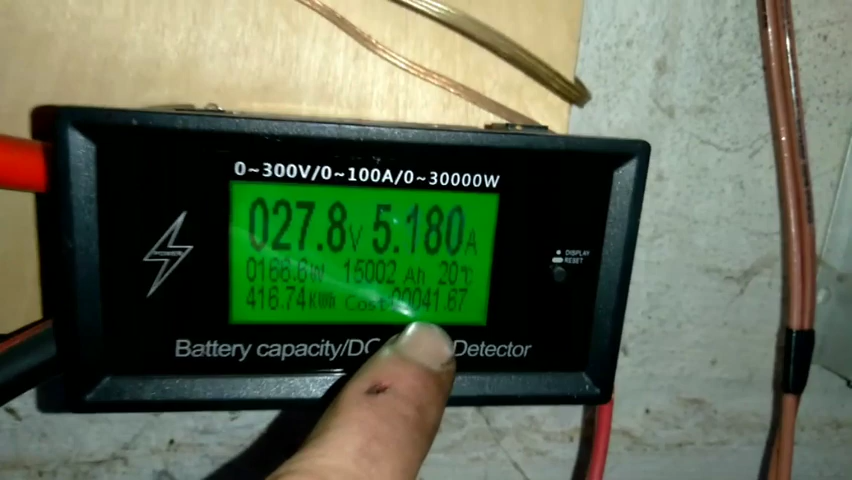 0~300V/0~100A/0~30000W
027.8V 5.180A
0166.6W 15002 Ah 20℃
416.74KWh Cost 00041.67
POWER
DISPLAY
RESET
Battery capacity/DC Detector